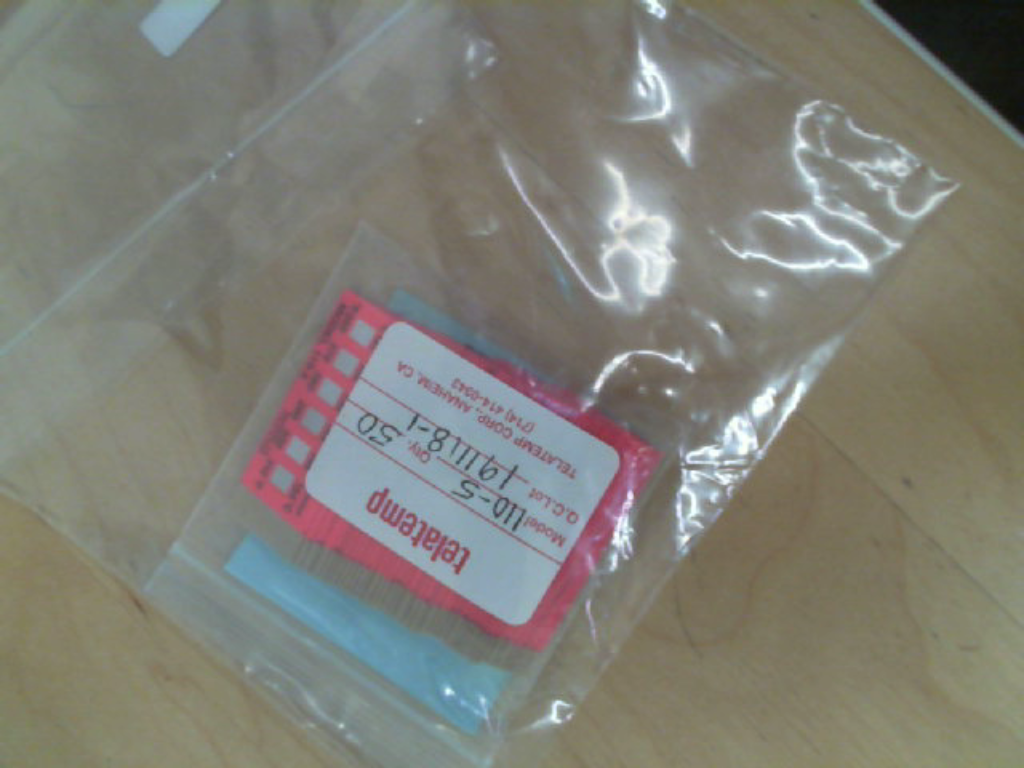 telatemp
Model 110-5 Qty. 50
Q.C. Lot 191118-1
TELATEMP CORP., ANAHEIM, CA
(714) 414-0343